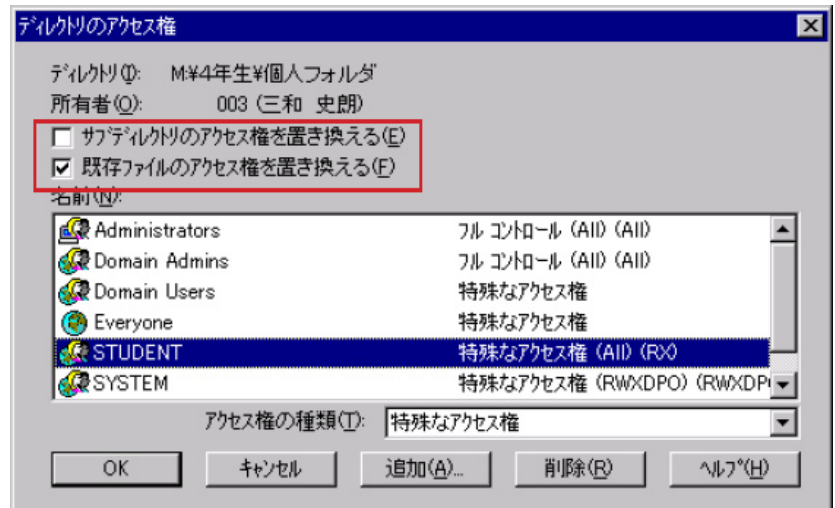 ディレクトリのアクセス権
ディレクトリ(D): M:¥4年生¥個人フォルダ
所有者(O): 003 (三和 史朗)
サブディレクトリのアクセス権を置き換える(E)
既存ファイルのアクセス権を置き換える(F)
名前(N):
Administrators フル コントロール (All) (All)
Domain Admins フル コントロール (All) (All)
Domain Users 特殊なアクセス権
Everyone 特殊なアクセス権
STUDENT 特殊なアクセス権 (All) (RX)
SYSTEM 特殊なアクセス権 (RWXDPO) (RWXDP
アクセス権の種類(T): 特殊なアクセス権
OK キャンセル 追加(A)... 削除(R) ヘルプ(H)